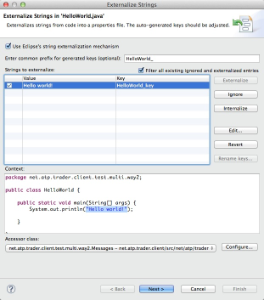 Externalize Strings
Externalize Strings in 'HelloWorld.java'
Externalizes strings from code into a properties file. The auto-generated keys should be adjusted.
Use Eclipse's string externalization mechanism
Enter common prefix for generated keys (optional): HelloWorld_
Strings to externalize: Filter all existing ignored and externalized entries
Value Key
Hello world! HelloWorld_key
Externalize
Ignore
Internalize
Edit...
Revert
Rename keys...
Context:
package net.atp.trader.client.test.multi.way2;
public class HelloWorld {
public static void main(String[] args) {
System.out.println("Hello world!");
}
Accessor class:
net.atp.trader.client.test.multi.way2.Messages - net.atp.trader.client/src/net/atp/trader
Configure...
? < Back Next > Cancel Finish